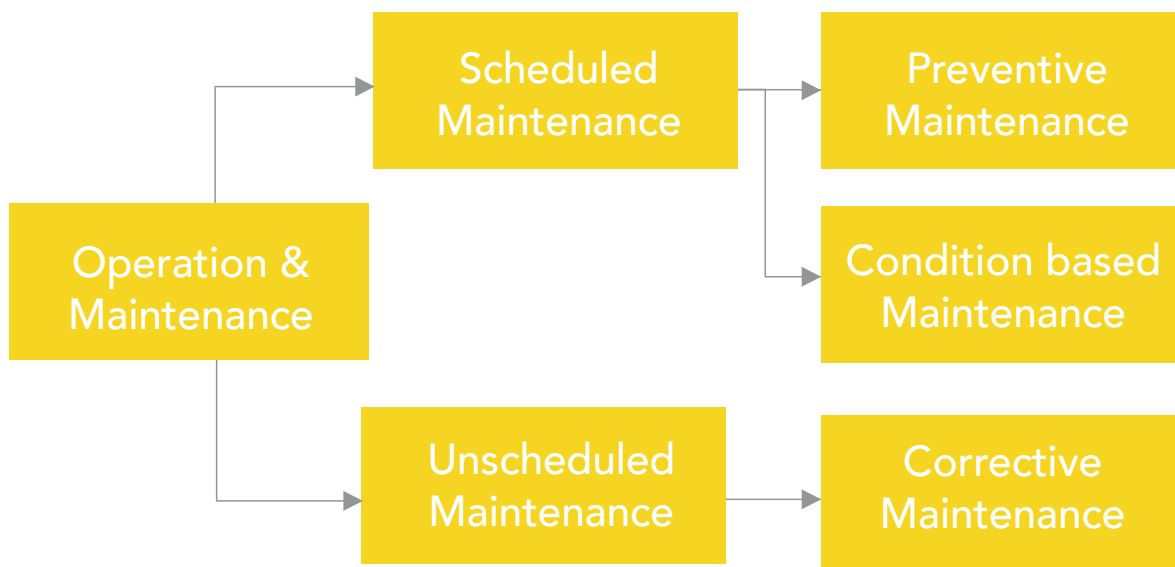 Scheduled
Maintenance
Preventive
Maintenance
Operation &
Maintenance
Condition based
Maintenance
Unscheduled
Maintenance
Corrective
Maintenance